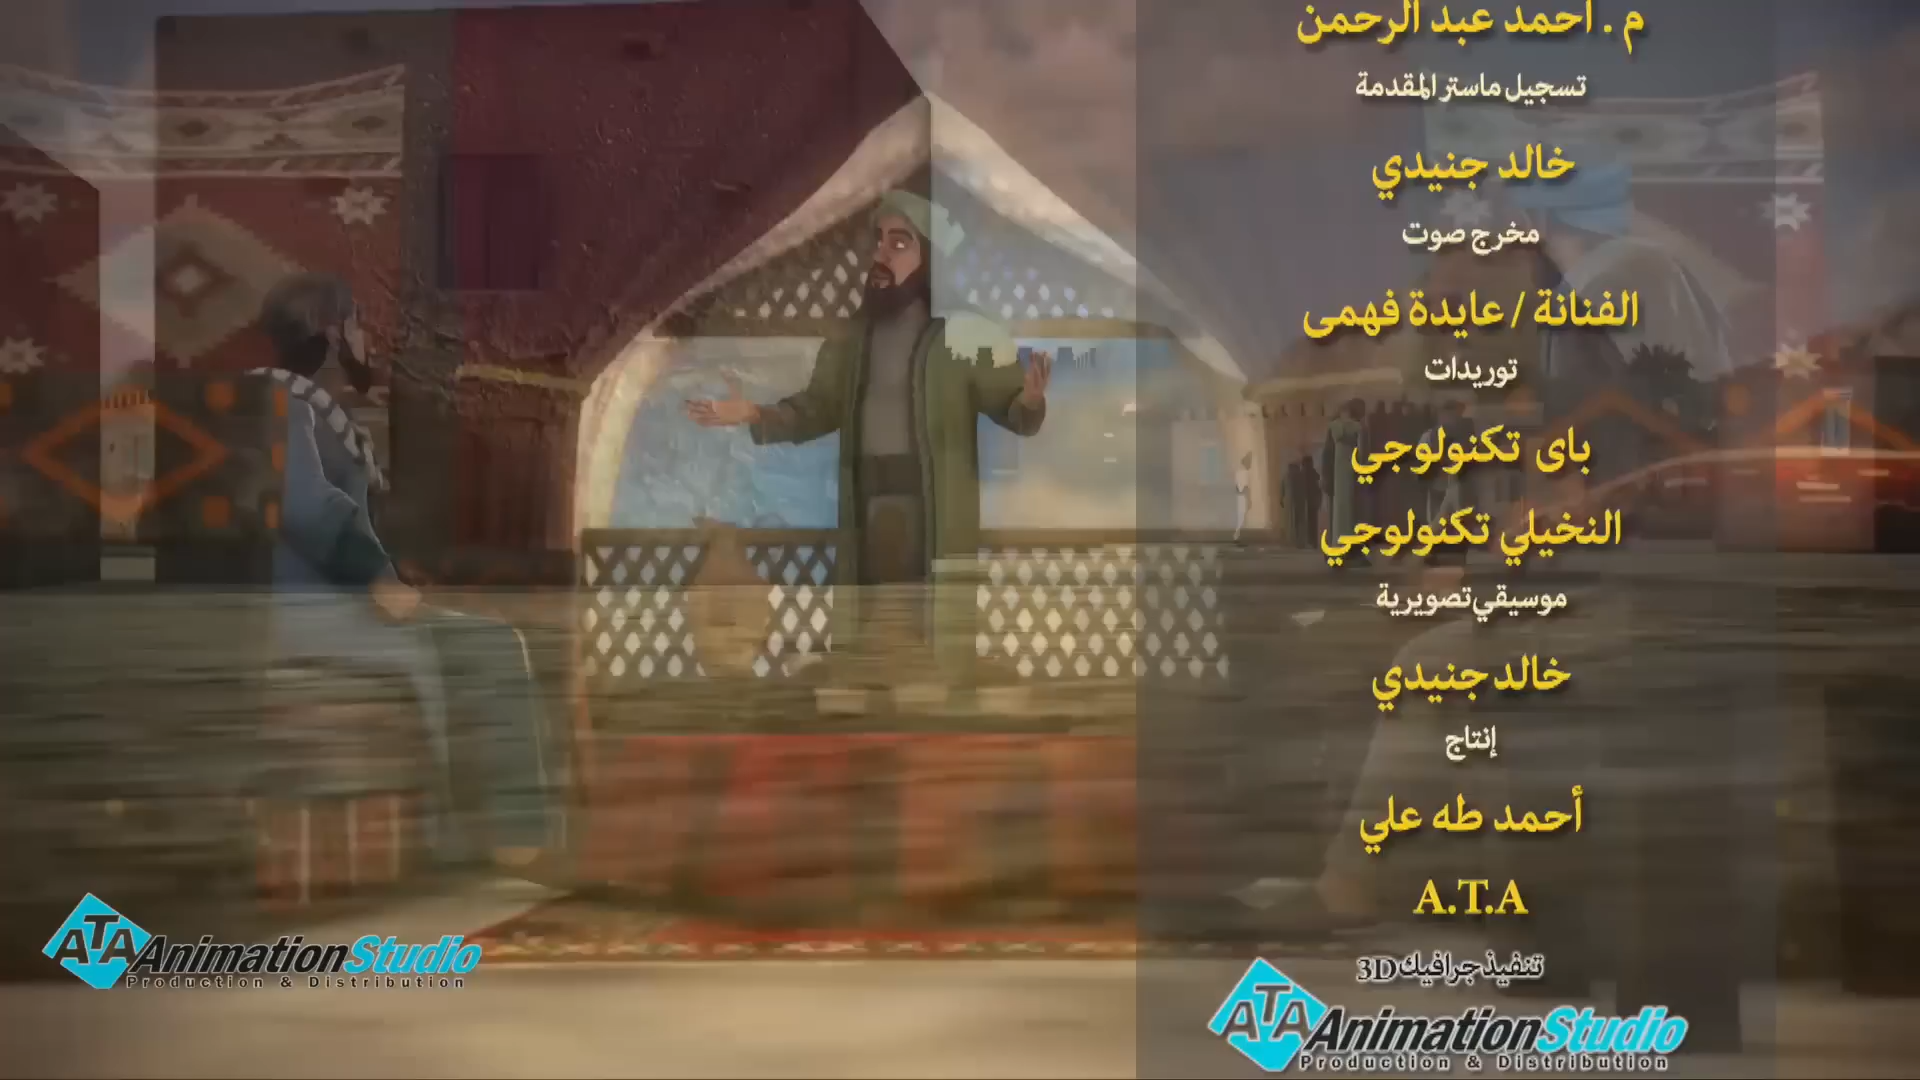 م . أحمد عبد الرحمن
تسجيل ماستر المقدمة
خالد جنيدي
مخرج صوت
الفنانة / عايدة فهمى
توريدات
باى تكنولوجي
النخيلي تكنولوجي
موسيقي تصويرية
خالد جنيدي
إنتاج
أحمد طه علي
A.T.A
تنفيذ جرافيك 3D
ATA Animation Studio
Production & Distribution
ATA Animation Studio
Production & Distribution